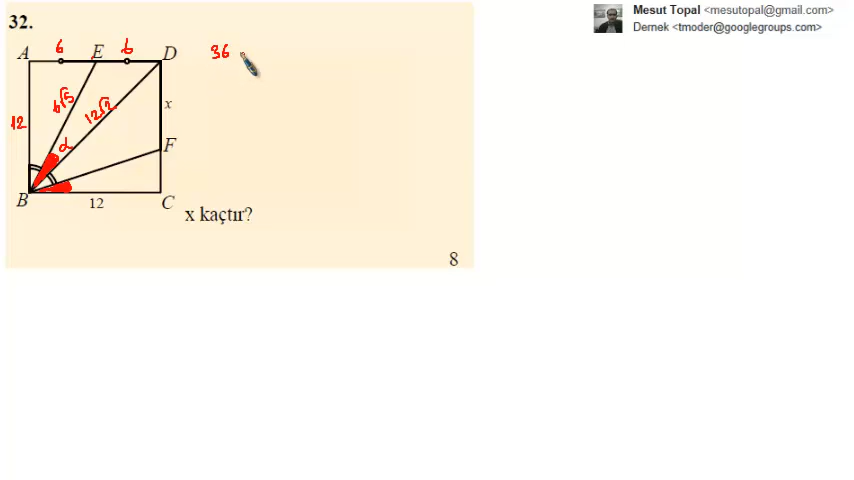 32.
Mesut Topal <mesutopal@gmail.com>
Dernek <tmoder@googlegroups.com>
6 6 36
A E D
6√5 12√2 x
12
α F
B C
12
x kaçtır?
8